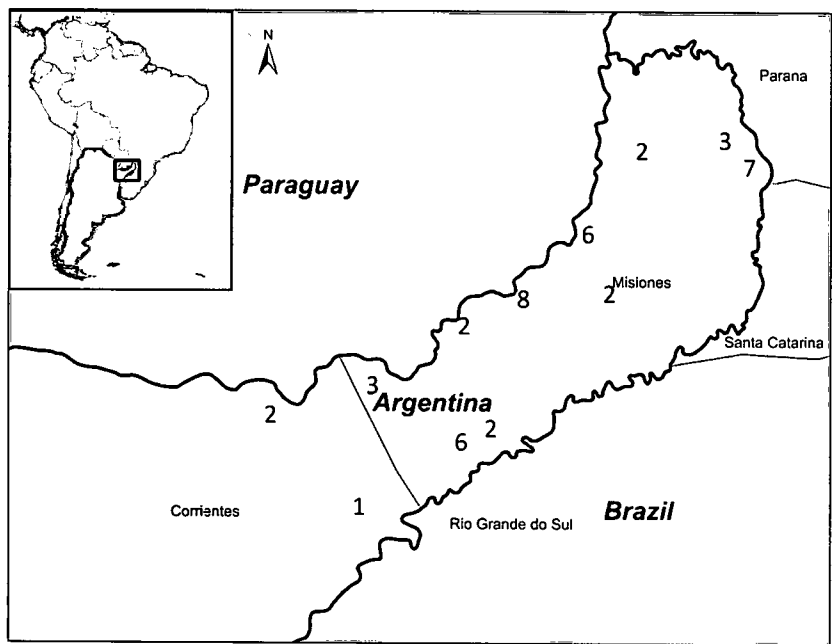 N
Parana
3
2
7
Paraguay
6
Misiones
2
8
2
Santa Catarina
3
Argentina
2
2
6
1
Corrientes
Rio Grande do Sul
Brazil